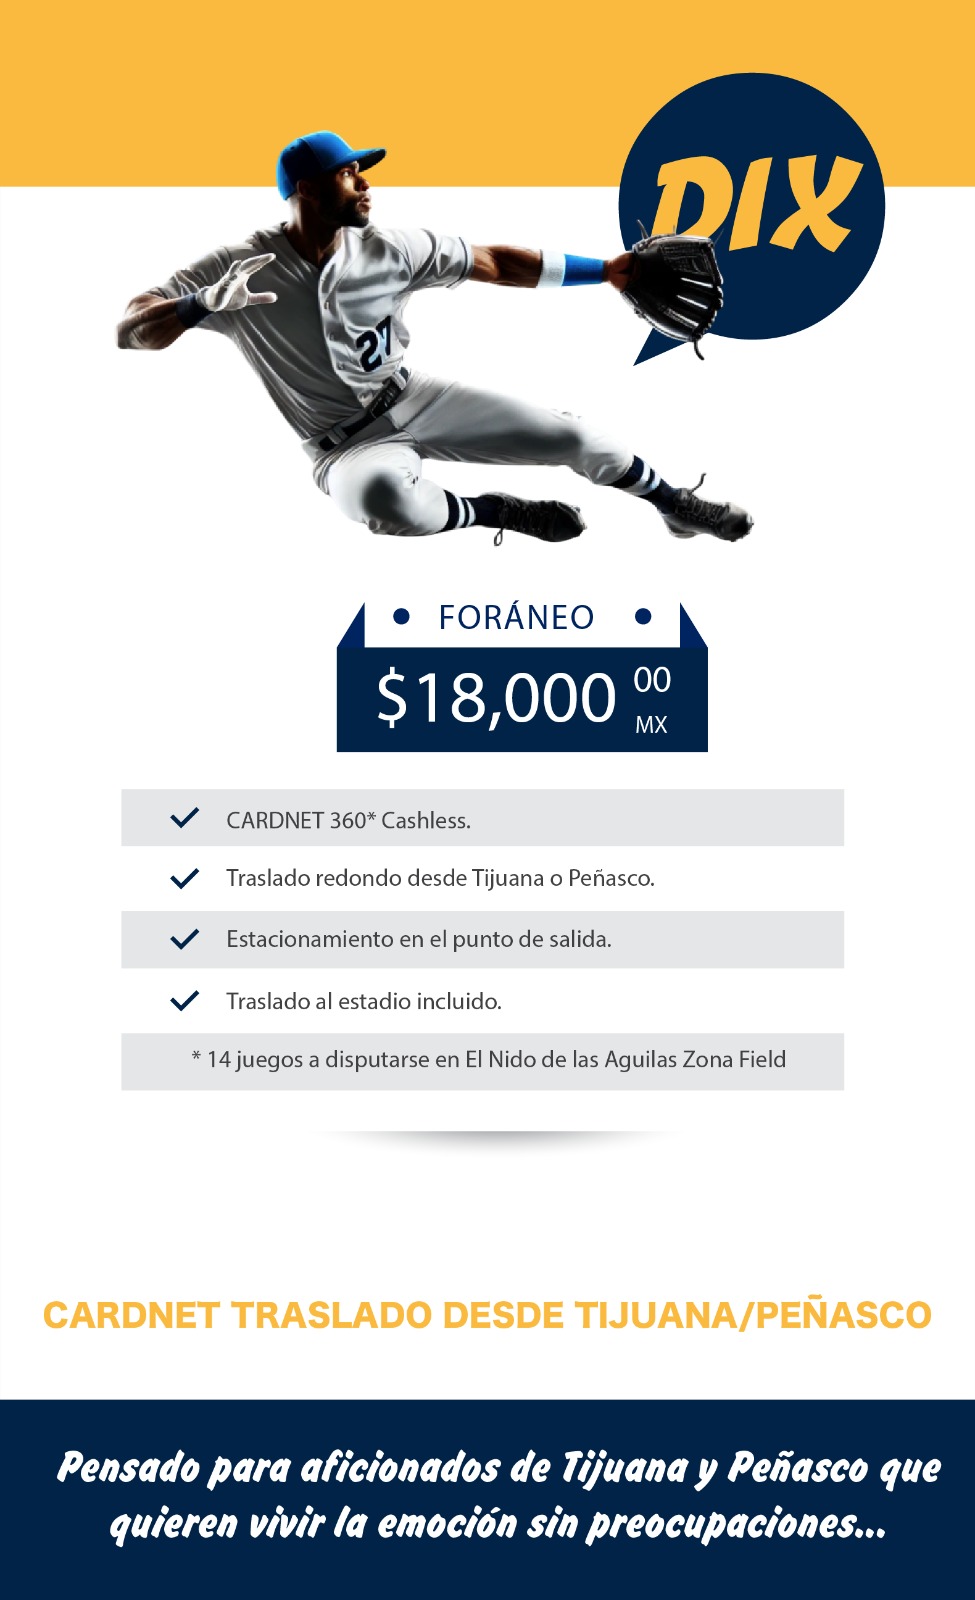 DIX
27
• FORÁNEO •
$18,000 00
MX
CARDNET 360* Cashless.
Traslado redondo desde Tijuana o Peñasco.
Estacionamiento en el punto de salida.
Traslado al estadio incluido.
* 14 juegos a disputarse en El Nido de las Aguilas Zona Field
CARDNET TRASLADO DESDE TIJUANA/PEÑASCO
Pensado para aficionados de Tijuana y Peñasco que
quieren vivir la emoción sin preocupaciones...